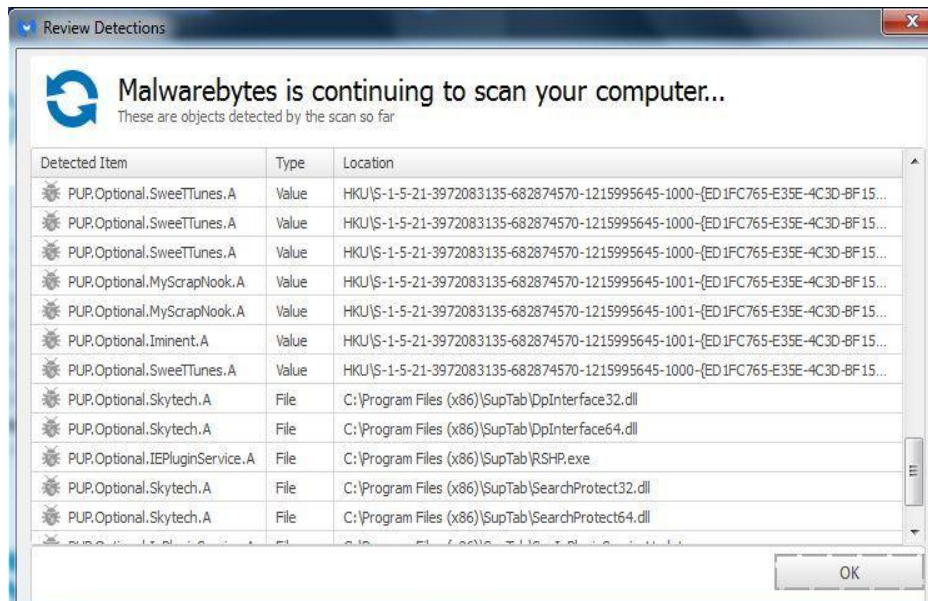 Review Detections
x
Malwarebytes is continuing to scan your computer...
These are objects detected by the scan so far
Detected Item Type Location
PUP.Optional.SweeTTunes.A Value HKU\S-1-5-21-3972083135-682874570-1215995645-1000-{ED1FC765-E35E-4C3D-BF15...
PUP.Optional.SweeTTunes.A Value HKU\S-1-5-21-3972083135-682874570-1215995645-1000-{ED1FC765-E35E-4C3D-BF15...
PUP.Optional.SweeTTunes.A Value HKU\S-1-5-21-3972083135-682874570-1215995645-1000-{ED1FC765-E35E-4C3D-BF15...
PUP.Optional.MyScrapNook.A Value HKU\S-1-5-21-3972083135-682874570-1215995645-1001-{ED1FC765-E35E-4C3D-BF15...
PUP.Optional.MyScrapNook.A Value HKU\S-1-5-21-3972083135-682874570-1215995645-1001-{ED1FC765-E35E-4C3D-BF15...
PUP.Optional.Iminent.A Value HKU\S-1-5-21-3972083135-682874570-1215995645-1001-{ED1FC765-E35E-4C3D-BF15...
PUP.Optional.SweeTTunes.A Value HKU\S-1-5-21-3972083135-682874570-1215995645-1000-{ED1FC765-E35E-4C3D-BF15...
PUP.Optional.Skytech.A File C:\Program Files (x86)\SupTab\DpInterface32.dll
PUP.Optional.Skytech.A File C:\Program Files (x86)\SupTab\DpInterface64.dll
PUP.Optional.IEPluginService.A File C:\Program Files (x86)\SupTab\RSHP.exe
PUP.Optional.Skytech.A File C:\Program Files (x86)\SupTab\SearchProtect32.dll
PUP.Optional.Skytech.A File C:\Program Files (x86)\SupTab\SearchProtect64.dll
OK